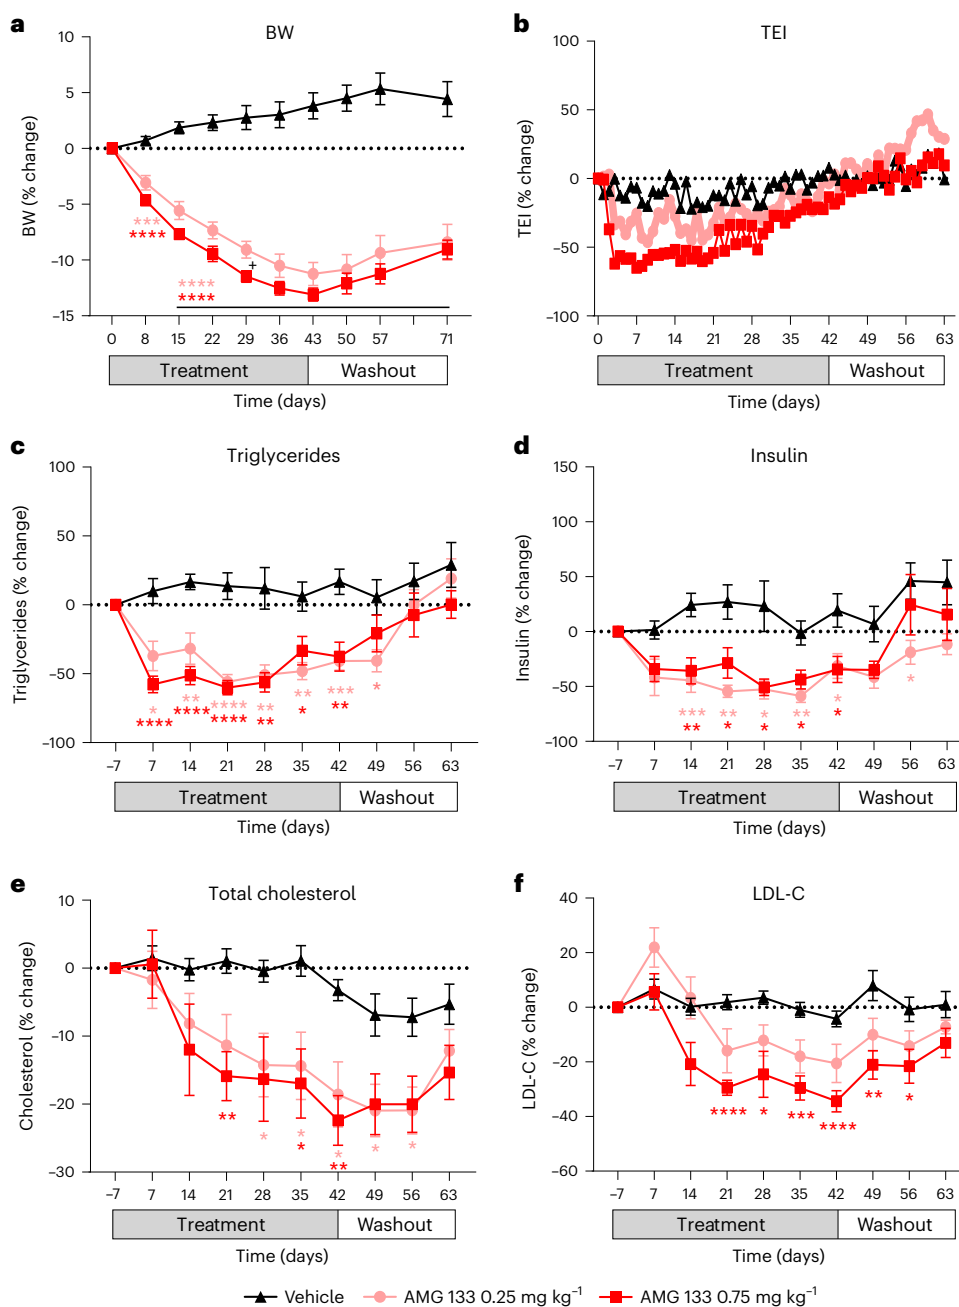 a
BW
10
5
0
–5
–10
–15
BW (% change)
***
****
****
****
+
0 8 15 22 29 36 43 50 57 71
Treatment Washout
Time (days)
b
TEI
100
50
0
–50
–100
TEI (% change)
0 7 14 21 28 35 42 49 56 63
Treatment Washout
Time (days)
c
Triglycerides
100
50
0
–50
–100
Triglycerides (% change)
* ** **** ** ** *** *
**** **** **** ** * **
–7 7 14 21 28 35 42 49 56 63
Treatment Washout
Time (days)
d
Insulin
150
100
50
0
–50
–100
Insulin (% change)
*** ** * ** * *
** * * * *
–7 7 14 21 28 35 42 49 56 63
Treatment Washout
Time (days)
e
Total cholesterol
10
0
–10
–20
–30
Cholesterol (% change)
** * * * * *
* **
–7 7 14 21 28 35 42 49 56 63
Treatment Washout
Time (days)
f
LDL-C
40
20
0
–20
–40
–60
LDL-C (% change)
**** * *** **** ** *
–7 7 14 21 28 35 42 49 56 63
Treatment Washout
Time (days)
Vehicle AMG 133 0.25 mg kg⁻¹ AMG 133 0.75 mg kg⁻¹